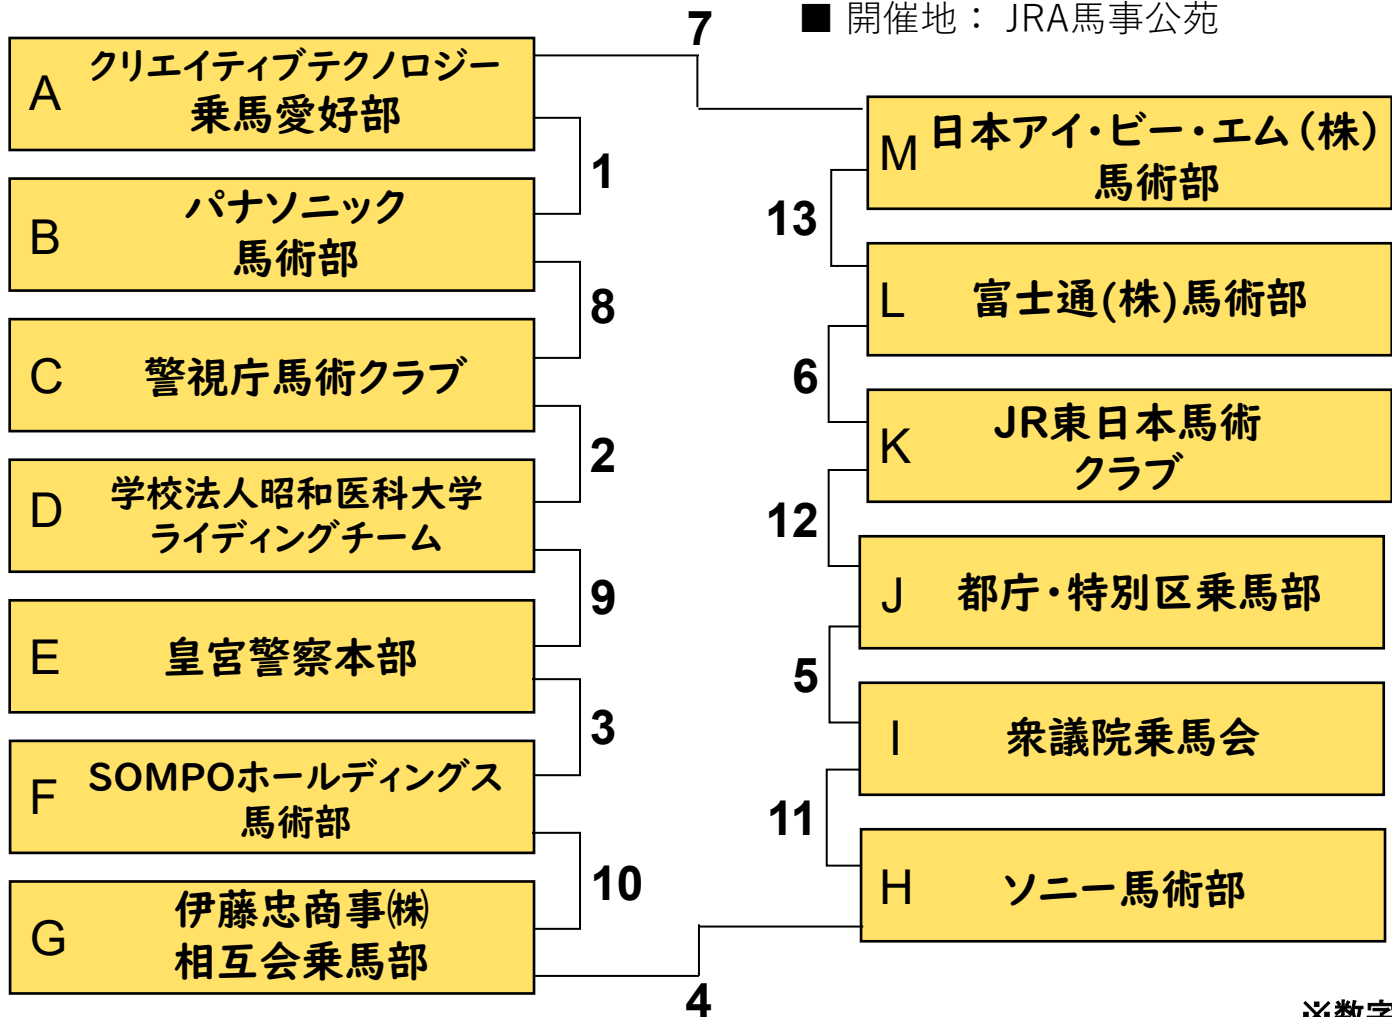 7
■ 開催地： JRA馬事公苑
A
クリエイティブテクノロジー
乗馬愛好部
1
B
パナソニック
馬術部
8
C
警視庁馬術クラブ
2
D
学校法人昭和医科大学
ライディングチーム
9
E
皇宮警察本部
3
F
SOMPOホールディングス
馬術部
10
G
伊藤忠商事㈱
相互会乗馬部
4
M
日本アイ・ビー・エム（株）
馬術部
13
L
富士通(株)馬術部
6
K
JR東日本馬術
クラブ
12
J
都庁・特別区乗馬部
5
I
衆議院乗馬会
11
H
ソニー馬術部
※数字